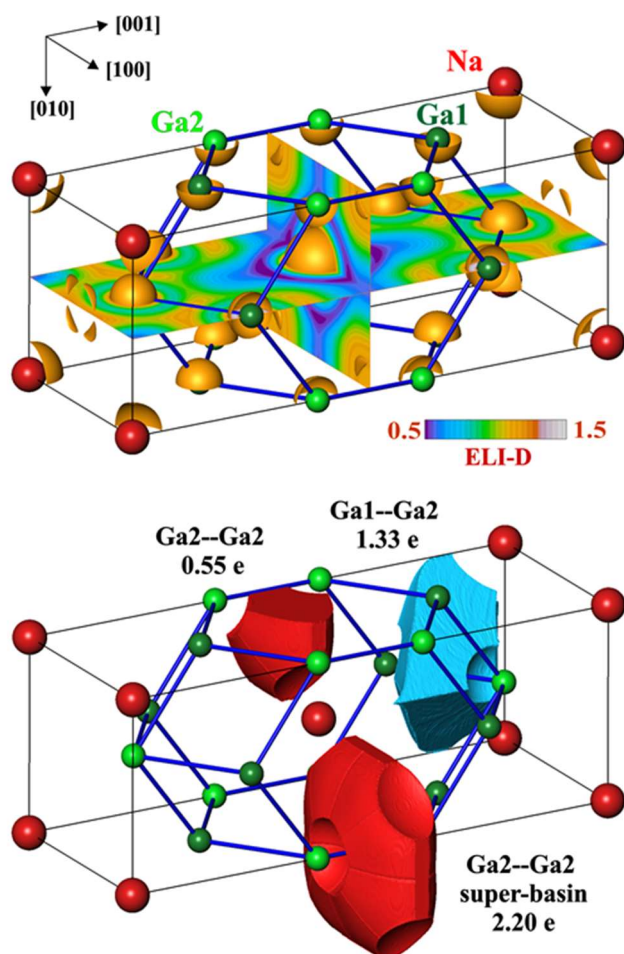 [001]
[100]
[010]
Na
Ga2
Ga1
0.5
1.5
ELI-D
Ga2--Ga2
0.55 e
Ga1--Ga2
1.33 e
Ga2--Ga2
super-basin
2.20 e